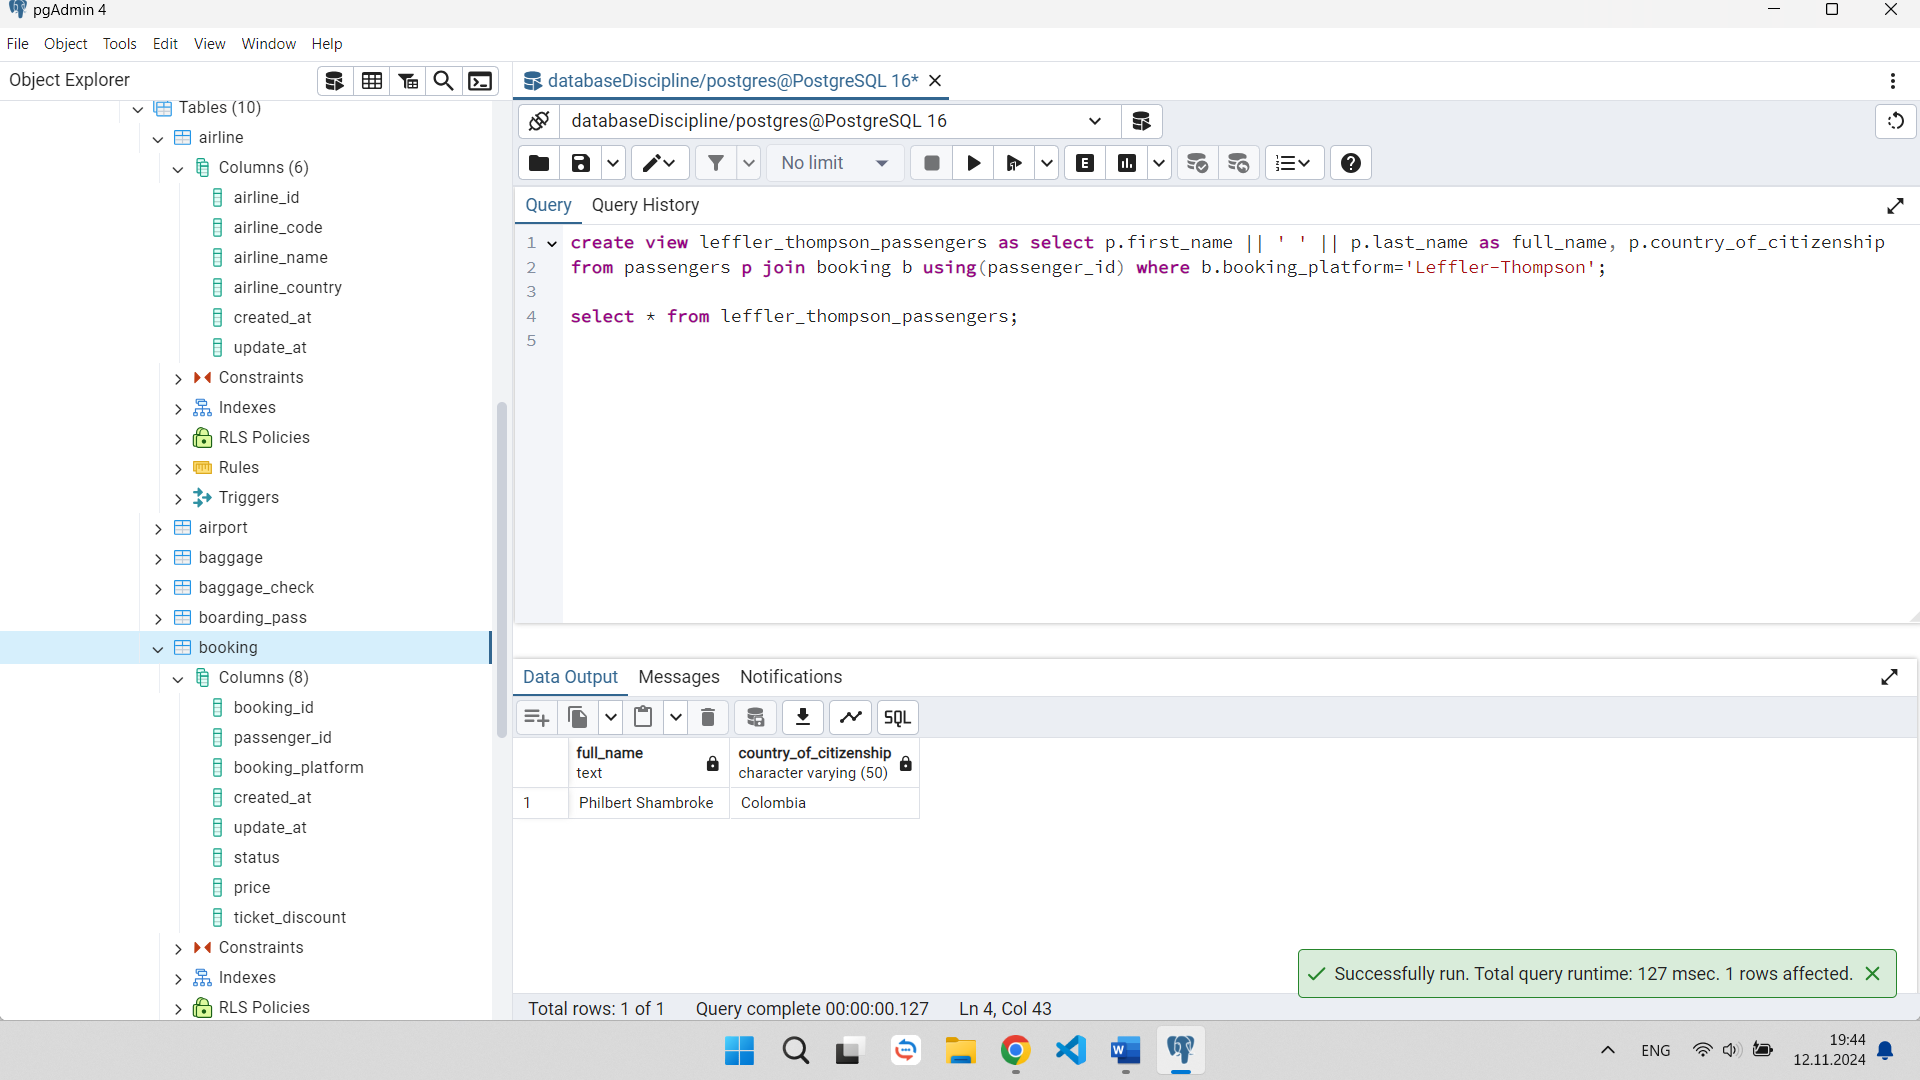 pgAdmin 4
File Object Tools Edit View Window Help
Object Explorer
databaseDiscipline/postgres@PostgreSQL 16*
databaseDiscipline/postgres@PostgreSQL 16
No limit
E
Query Query History
1 create view leffler_thompson_passengers as select p.first_name || ' ' || p.last_name as full_name, p.country_of_citizenship
2 from passengers p join booking b using(passenger_id) where b.booking_platform='Leffler-Thompson';
3
4 select * from leffler_thompson_passengers;
5
Tables (10)
airline
Columns (6)
airline_id
airline_code
airline_name
airline_country
created_at
update_at
Constraints
Indexes
RLS Policies
Rules
Triggers
airport
baggage
baggage_check
boarding_pass
booking
Columns (8)
booking_id
passenger_id
booking_platform
created_at
update_at
status
price
ticket_discount
Constraints
Indexes
RLS Policies
Data Output Messages Notifications
SQL
full_name country_of_citizenship
text character varying (50)
1 Philbert Shambroke Colombia
Successfully run. Total query runtime: 127 msec. 1 rows affected.
Total rows: 1 of 1 Query complete 00:00:00.127 Ln 4, Col 43
W
ENG
19:44
12.11.2024